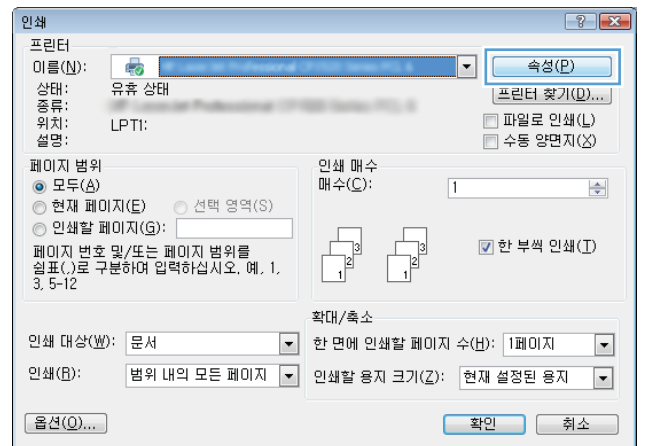 인쇄
프린터
이름(N):
속성(P)
상태: 유휴 상태
프린터 찾기(D)...
종류:
위치: LPT1:
파일로 인쇄(L)
설명:
수동 양면지(X)
페이지 범위
모두(A)
현재 페이지(E) 선택 영역(S)
인쇄할 페이지(G):
페이지 번호 및/또는 페이지 범위를
쉼표(,)로 구분하여 입력하십시오. 예, 1,
3, 5-12
인쇄 매수
매수(C): 1
3 3
2 2
1 1
한 부씩 인쇄(T)
인쇄 대상(W): 문서
인쇄(R): 범위 내의 모든 페이지
확대/축소
한 면에 인쇄할 페이지 수(H): 1페이지
인쇄할 용지 크기(Z): 현재 설정된 용지
옵션(O)...
확인
취소